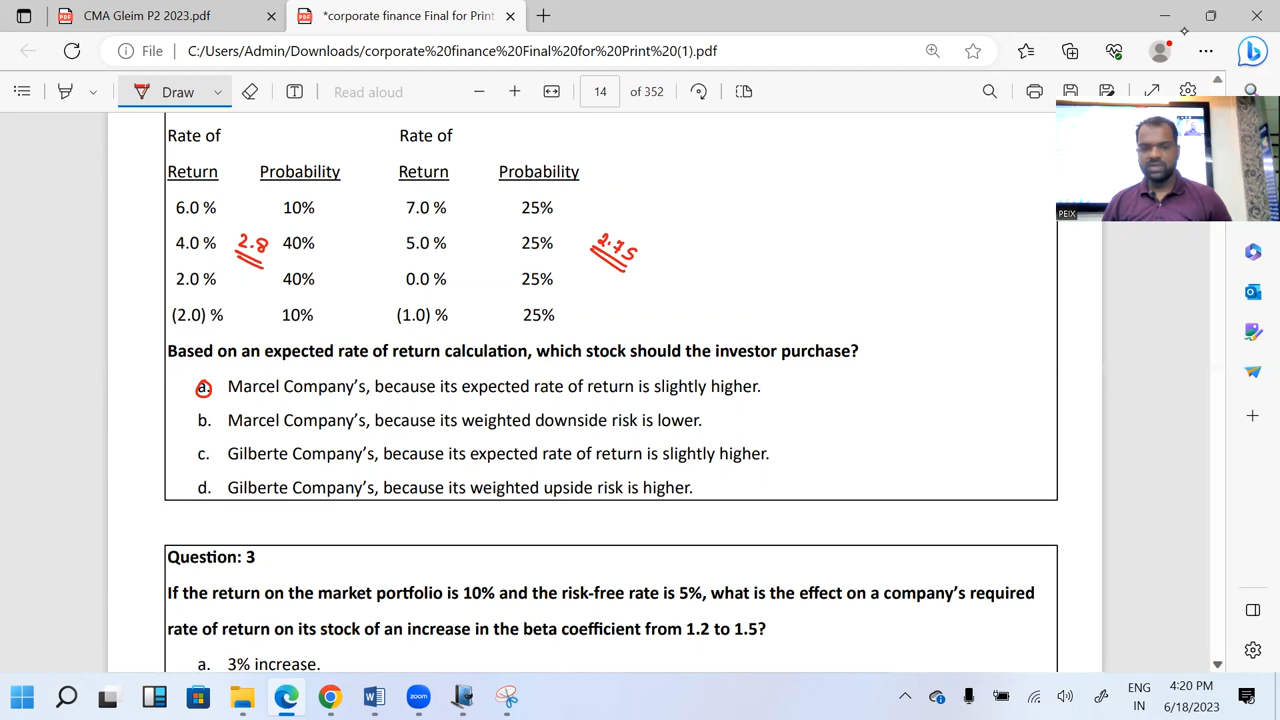 CMA Gleim P2 2023.pdf
*corporate finance Final for Print
File C:/Users/Admin/Downloads/corporate%20finance%20Final%20for%20Print%20(1).pdf
Draw Read aloud 14 of 352
Rate of Rate of
Return Probability Return Probability
6.0 % 10% 7.0 % 25%
4.0 % 2.8 40% 5.0 % 25% 2.75
2.0 % 40% 0.0 % 25%
(2.0) % 10% (1.0) % 25%
Based on an expected rate of return calculation, which stock should the investor purchase?
a. Marcel Company’s, because its expected rate of return is slightly higher.
b. Marcel Company’s, because its weighted downside risk is lower.
c. Gilberte Company’s, because its expected rate of return is slightly higher.
d. Gilberte Company’s, because its weighted upside risk is higher.
Question: 3
If the return on the market portfolio is 10% and the risk-free rate is 5%, what is the effect on a company’s required
rate of return on its stock of an increase in the beta coefficient from 1.2 to 1.5?
a. 3% increase.
PEIX
zoom
ENG
IN
4:20 PM
6/18/2023